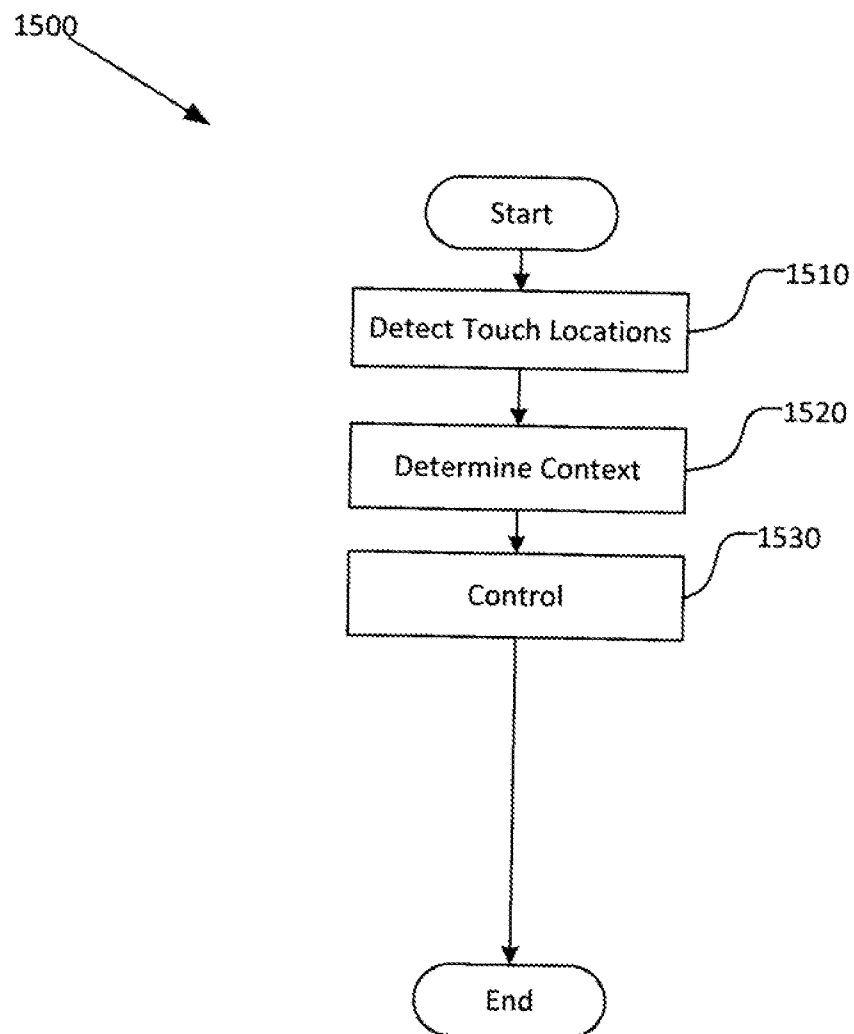 1500
Start
1510
Detect Touch Locations
1520
Determine Context
1530
Control
End